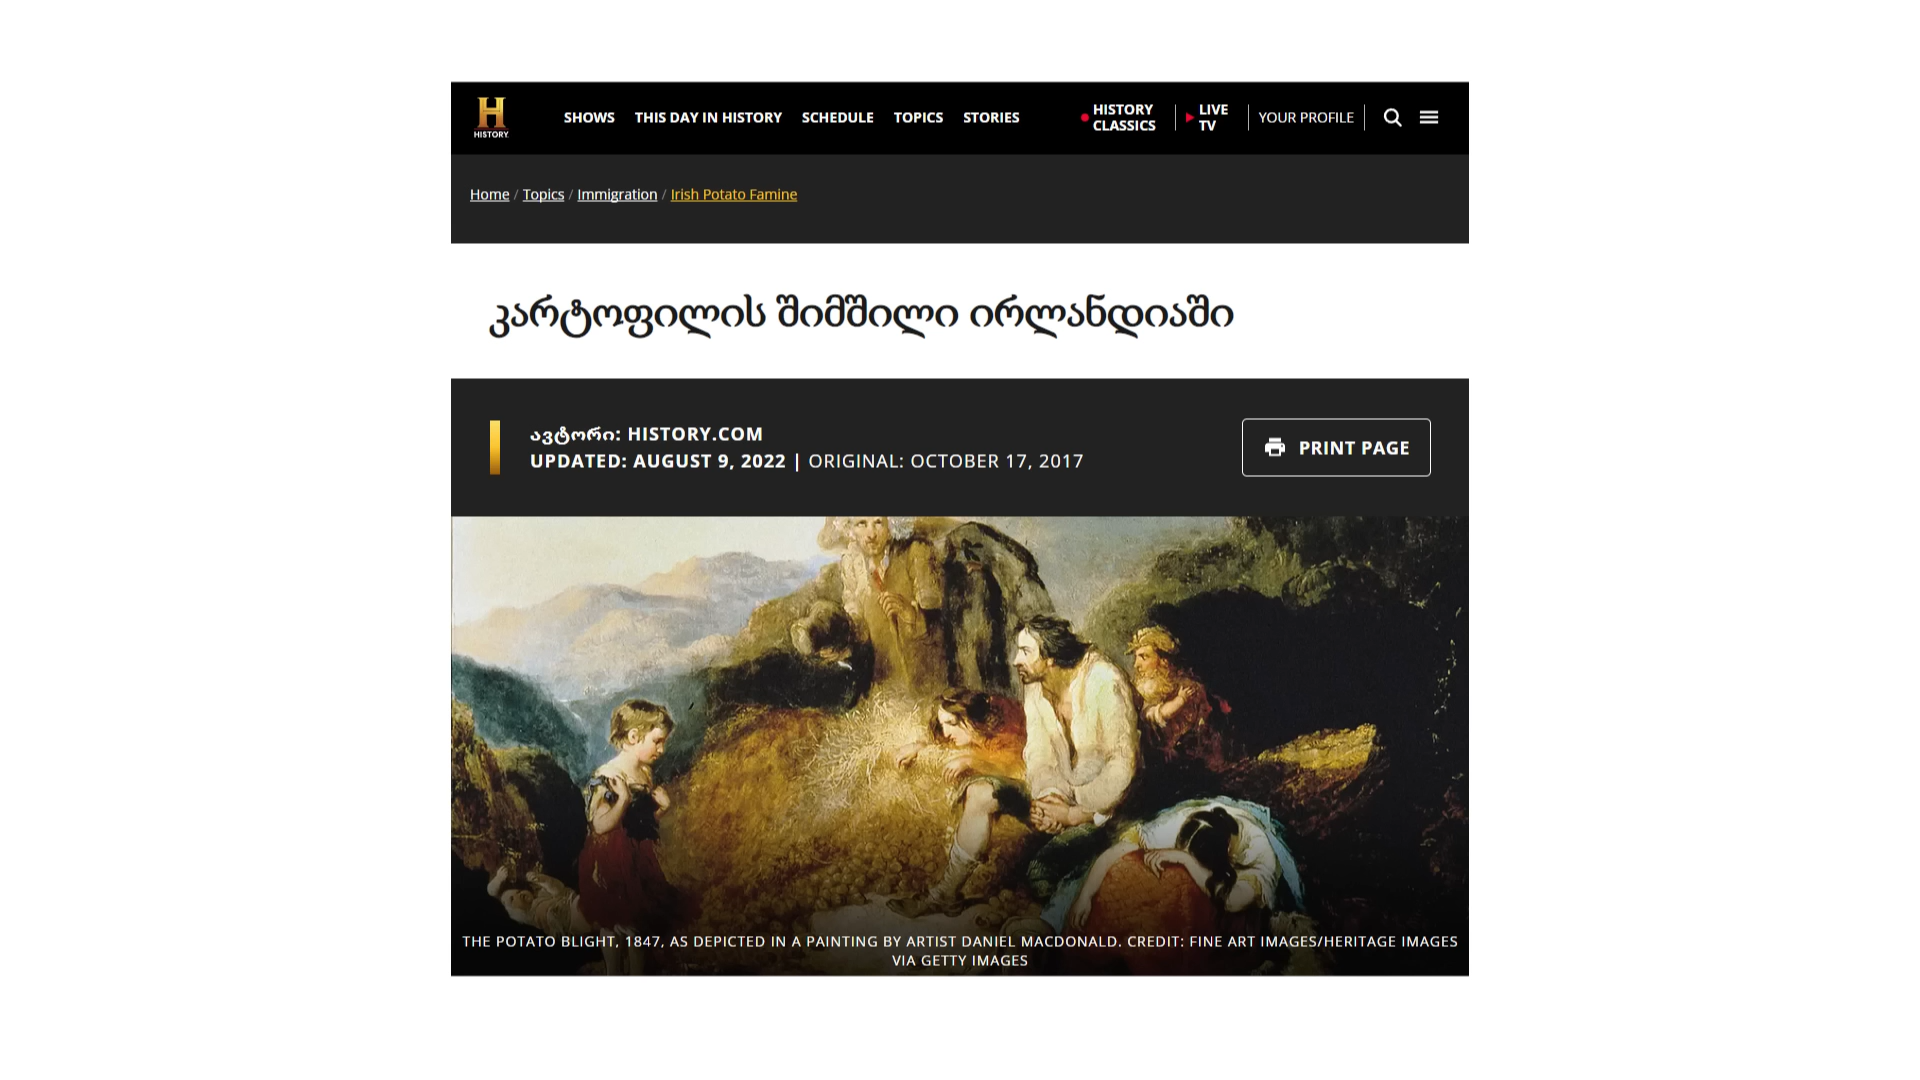 HISTORY
SHOWS THIS DAY IN HISTORY SCHEDULE TOPICS STORIES HISTORY CLASSICS LIVE TV YOUR PROFILE
Home / Topics / Immigration / Irish Potato Famine
კარტოფილის შიმშილი ირლანდიაში
ავტორი: HISTORY.COM
UPDATED: AUGUST 9, 2022 | ORIGINAL: OCTOBER 17, 2017
PRINT PAGE
THE POTATO BLIGHT, 1847, AS DEPICTED IN A PAINTING BY ARTIST DANIEL MACDONALD. CREDIT: FINE ART IMAGES/HERITAGE IMAGES
VIA GETTY IMAGES